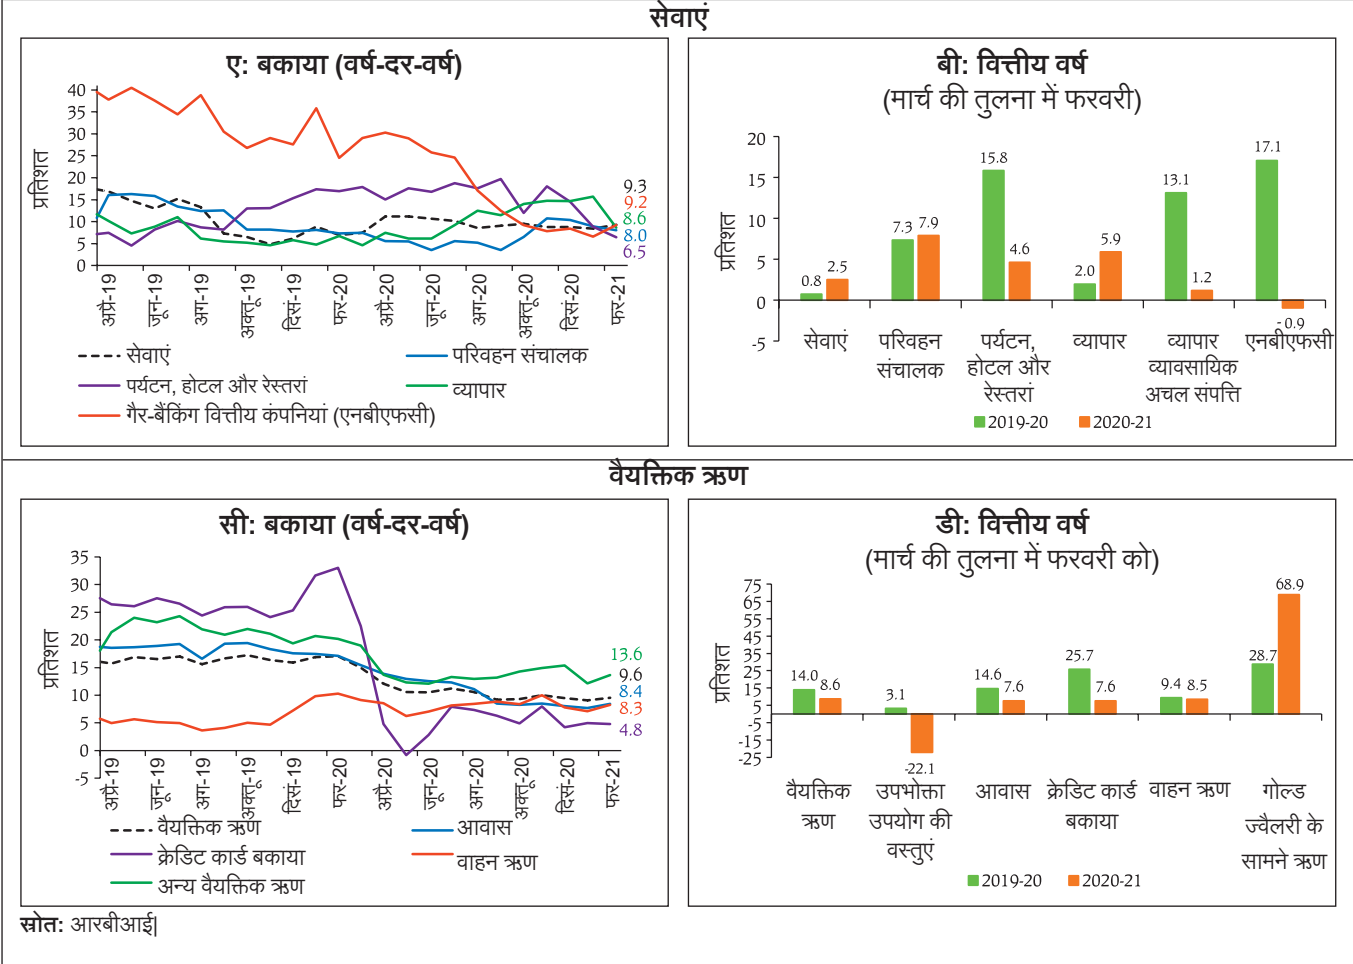 सेवाएं
ए: बकाया (वर्ष-दर-वर्ष)
प्रतिशत
40
35
30
25
20
15
10
5
0
9.3
9.2
8.6
8.0
6.5
अप्रै-19
जून-19
अग-19
अक्तू-19
दिसं-19
फर-20
अप्रै-20
जून-20
अग-20
अक्तू-20
दिसं-20
फर-21
सेवाएं
परिवहन संचालक
पर्यटन, होटल और रेस्तरां
व्यापार
गैर-बैंकिंग वित्तीय कंपनियां (एनबीएफसी)
बी: वित्तीय वर्ष
(मार्च की तुलना में फरवरी)
प्रतिशत
20
15
10
5
0
-5
0.8
2.5
7.3
7.9
15.8
4.6
2.0
5.9
13.1
1.2
17.1
-0.9
सेवाएं
परिवहन
संचालक
पर्यटन,
होटल और
रेस्तरां
व्यापार
व्यापार
व्यावसायिक
अचल संपत्ति
एनबीएफसी
2019-20
2020-21
वैयक्तिक ऋण
सी: बकाया (वर्ष-दर-वर्ष)
प्रतिशत
35
30
25
20
15
10
5
0
-5
13.6
9.6
8.4
8.3
4.8
अप्रै-19
जून-19
अग-19
अक्तू-19
दिसं-19
फर-20
अप्रै-20
जून-20
अग-20
अक्तू-20
दिसं-20
फर-21
वैयक्तिक ऋण
आवास
क्रेडिट कार्ड बकाया
वाहन ऋण
अन्य वैयक्तिक ऋण
डी: वित्तीय वर्ष
(मार्च की तुलना में फरवरी को)
प्रतिशत
75
65
55
45
35
25
15
5
-5
-15
-25
14.0
8.6
3.1
-22.1
14.6
7.6
25.7
7.6
9.4
8.5
28.7
68.9
वैयक्तिक
ऋण
उपभोक्ता
उपयोग की
वस्तुएं
आवास
क्रेडिट कार्ड
बकाया
वाहन ऋण
गोल्ड
ज्वैलरी के
सामने ऋण
2019-20
2020-21
स्रोत: आरबीआई|